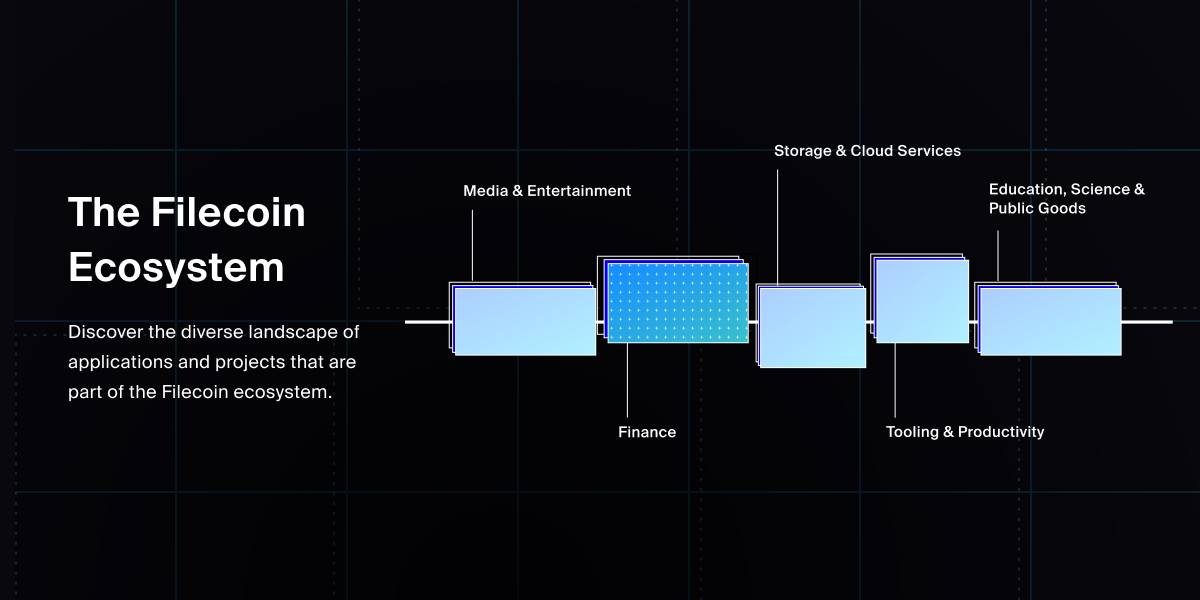 The Filecoin
Ecosystem
Discover the diverse landscape of
applications and projects that are
part of the Filecoin ecosystem.
Media & Entertainment
Finance
Storage & Cloud Services
Tooling & Productivity
Education, Science &
Public Goods